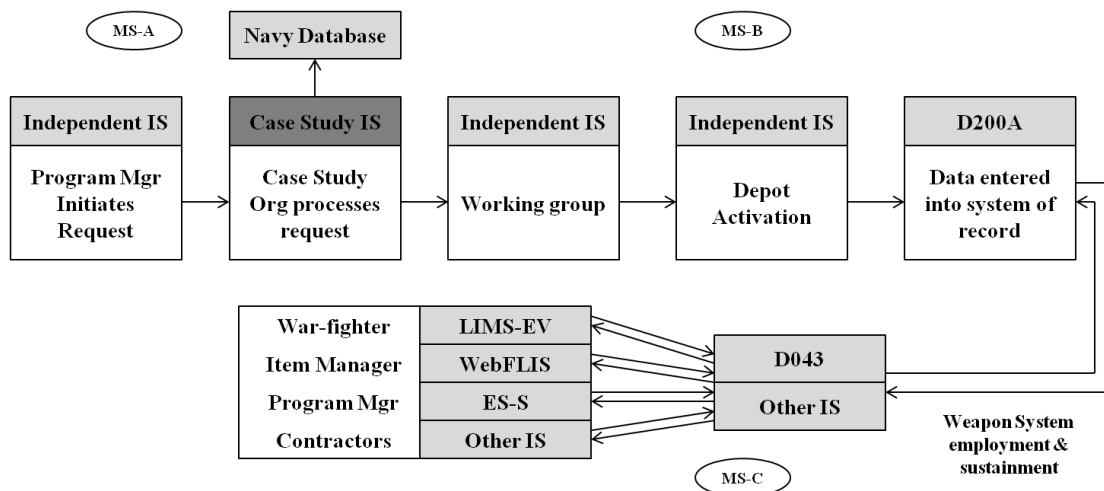 MS-A
Navy Database
MS-B
Independent IS
Case Study IS
Independent IS
Independent IS
D200A
Program Mgr
Initiates
Request
Case Study
Org processes
request
Working group
Depot
Activation
Data entered
into system of
record
War-fighter
LIMS-EV
Item Manager
WebFLIS
Program Mgr
ES-S
Contractors
Other IS
D043
Other IS
Weapon System
employment &
sustainment
MS-C